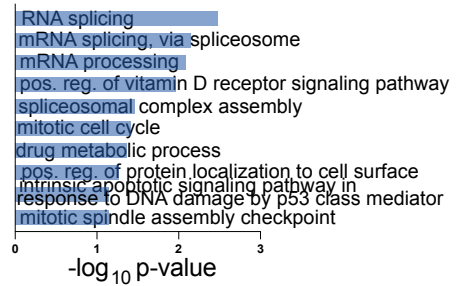 RNA splicing
mRNA splicing, via spliceosome
mRNA processing
pos. reg. of vitamin D receptor signaling pathway
spliceosomal complex assembly
mitotic cell cycle
drug metabolic process
pos. reg. of protein localization to cell surface
intrinsic apoptotic signaling pathway in
response to DNA damage by p53 class mediator
mitotic spindle assembly checkpoint
0 1 2 3
-log10 p-value